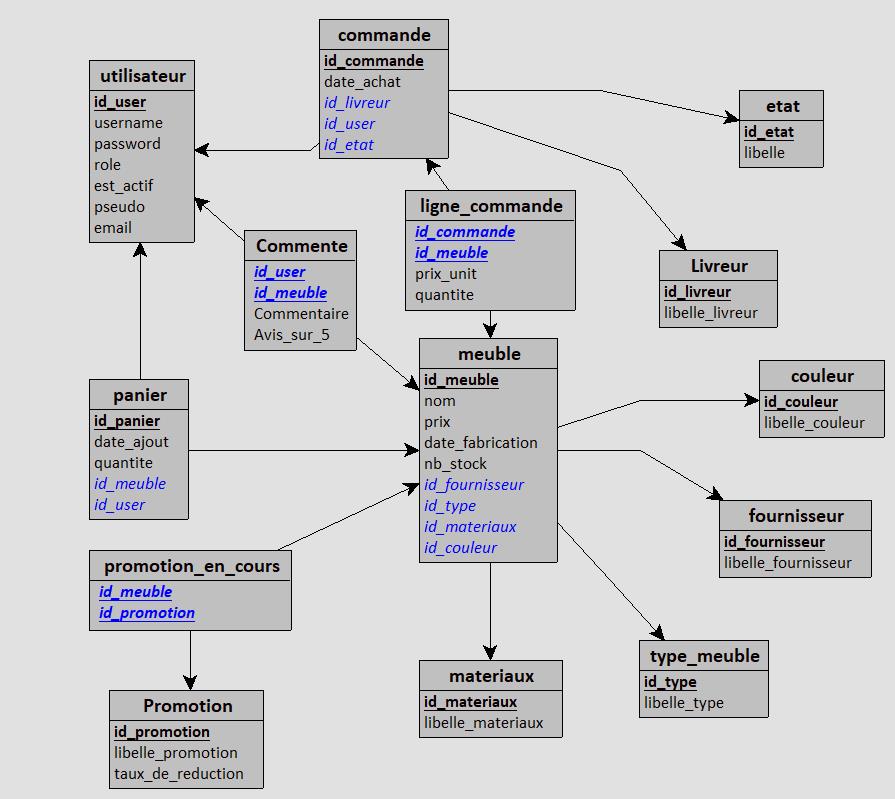 commande
id_commande
date_achat
id_livreur
id_user
id_etat
utilisateur
id_user
username
password
role
est_actif
pseudo
email
etat
id_etat
libelle
ligne_commande
id_commande
id_meuble
prix_unit
quantite
Commente
id_user
id_meuble
Commentaire
Avis_sur_5
Livreur
id_livreur
libelle_livreur
meuble
id_meuble
nom
prix
date_fabrication
nb_stock
id_fournisseur
id_type
id_materiaux
id_couleur
couleur
id_couleur
libelle_couleur
panier
id_panier
date_ajout
quantite
id_meuble
id_user
fournisseur
id_fournisseur
libelle_fournisseur
promotion_en_cours
id_meuble
id_promotion
type_meuble
id_type
libelle_type
materiaux
id_materiaux
libelle_materiaux
Promotion
id_promotion
libelle_promotion
taux_de_reduction